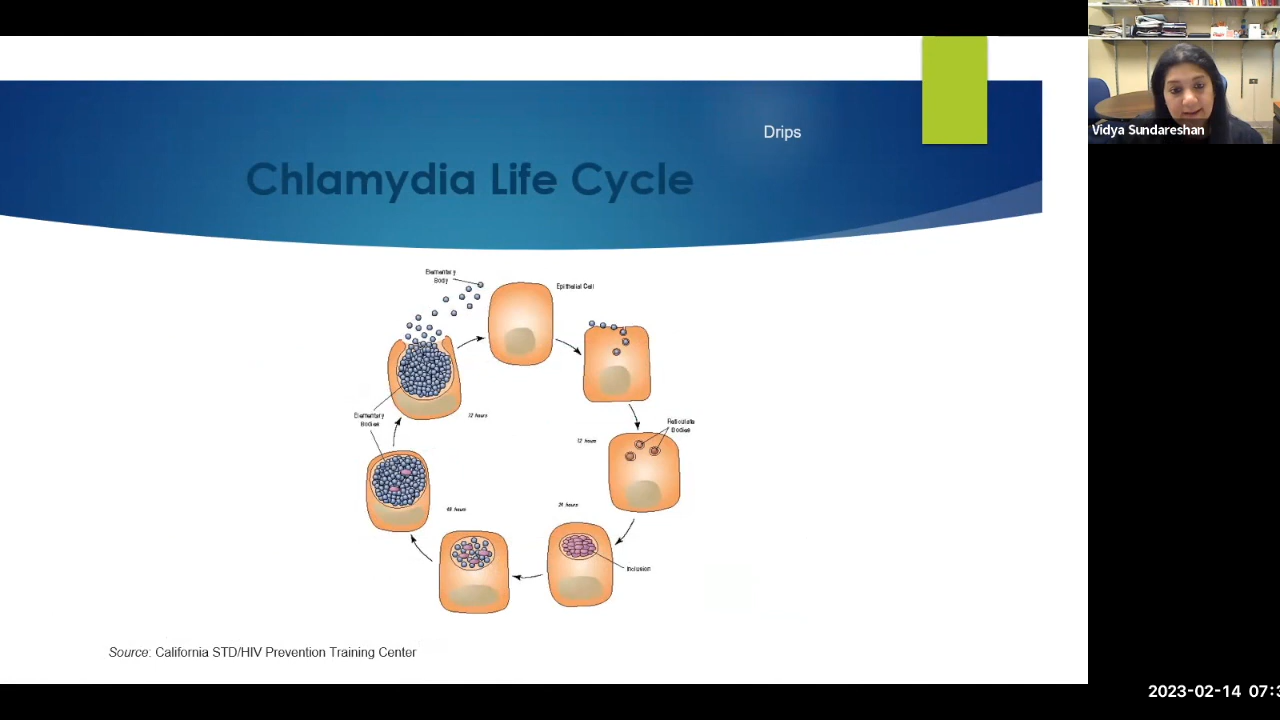 Vidya Sundareshan
Drips
Chlamydia Life Cycle
Elementary
Body
Epithelial Cell
72 hours
Elementary
Bodies
12 hours
Reticulate
Bodies
48 hours
24 hours
Inclusion
Source: California STD/HIV Prevention Training Center
2023-02-14 07:3